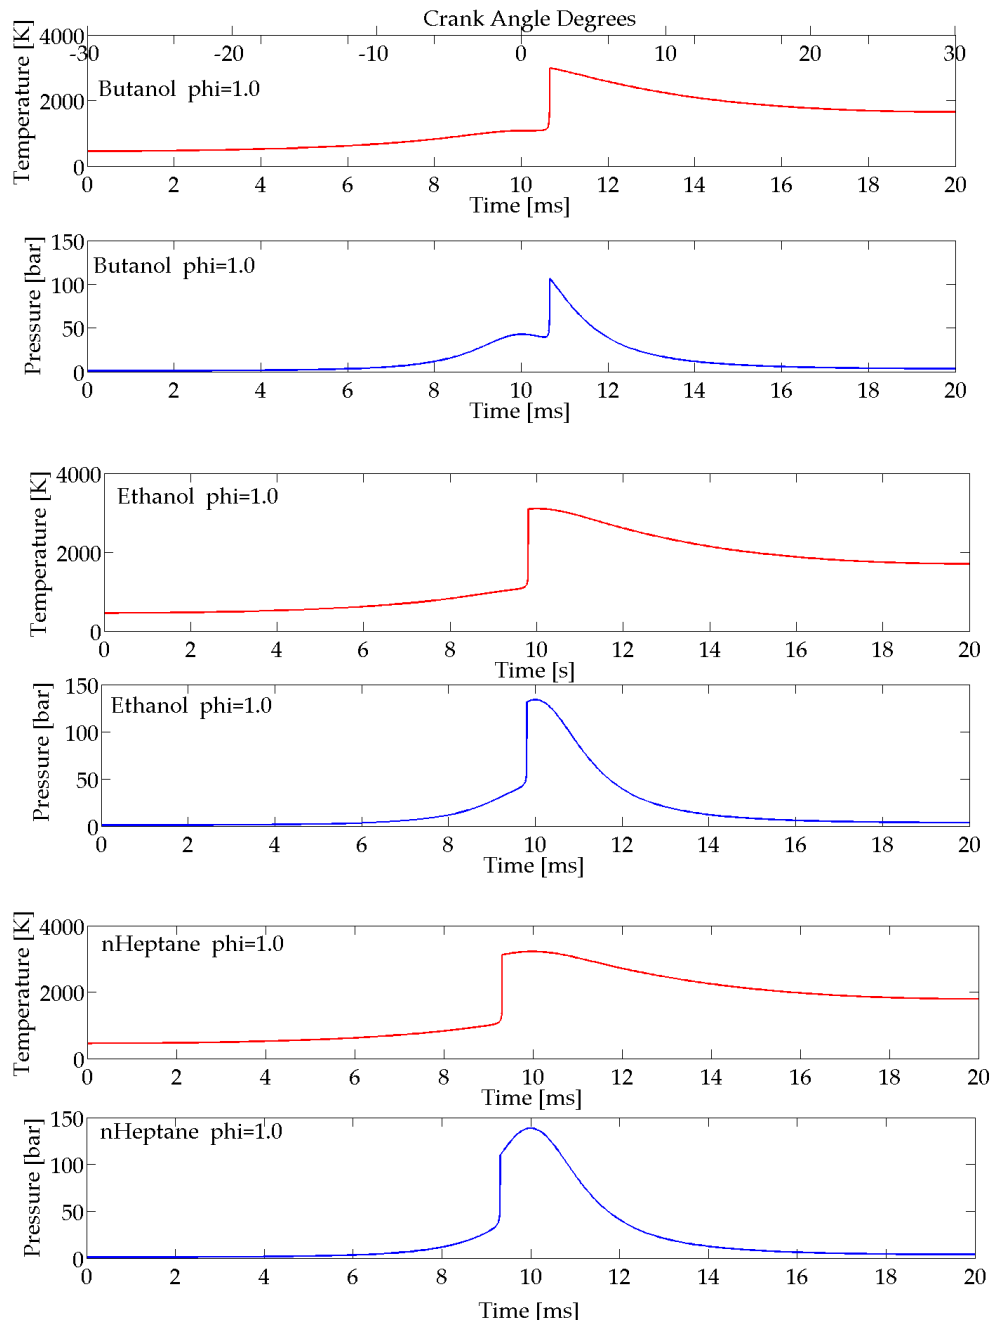 Crank Angle Degrees
-30 -20 -10 0 10 20 30
Temperature [K]
4000
2000
0
Butanol phi=1.0
0 2 4 6 8 10 12 14 16 18 20
Time [ms]
Pressure [bar]
150
100
50
0
Butanol phi=1.0
0 2 4 6 8 10 12 14 16 18 20
Time [ms]
Temperature [K]
4000
2000
0
Ethanol phi=1.0
0 2 4 6 8 10 12 14 16 18 20
Time [s]
Pressure [bar]
150
100
50
0
Ethanol phi=1.0
0 2 4 6 8 10 12 14 16 18 20
Time [ms]
Temperature [K]
4000
2000
0
nHeptane phi=1.0
0 2 4 6 8 10 12 14 16 18 20
Time [ms]
Pressure [bar]
150
100
50
0
nHeptane phi=1.0
0 2 4 6 8 10 12 14 16 18 20
Time [ms]